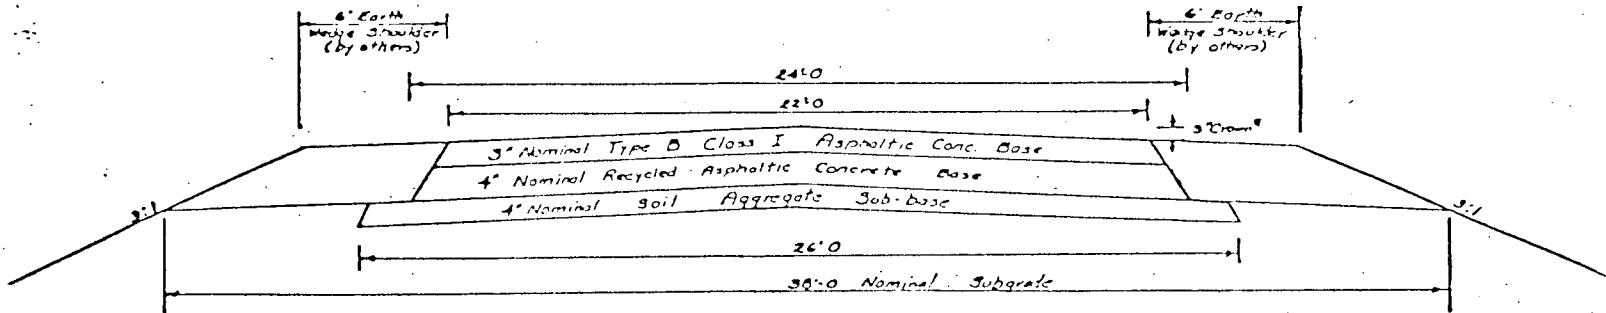 6' Earth
Wedge Shoulder
(by others)
6' Earth
Wedge Shoulder
(by others)
24'-0
22'-0
3" Crown
3" Nominal Type B Class I Asphaltic Conc. Base
4" Nominal Recycled Asphaltic Concrete Base
4" Nominal Soil Aggregate Sub-base
3:1
3:1
26'-0
38'-0 Nominal Subgrate